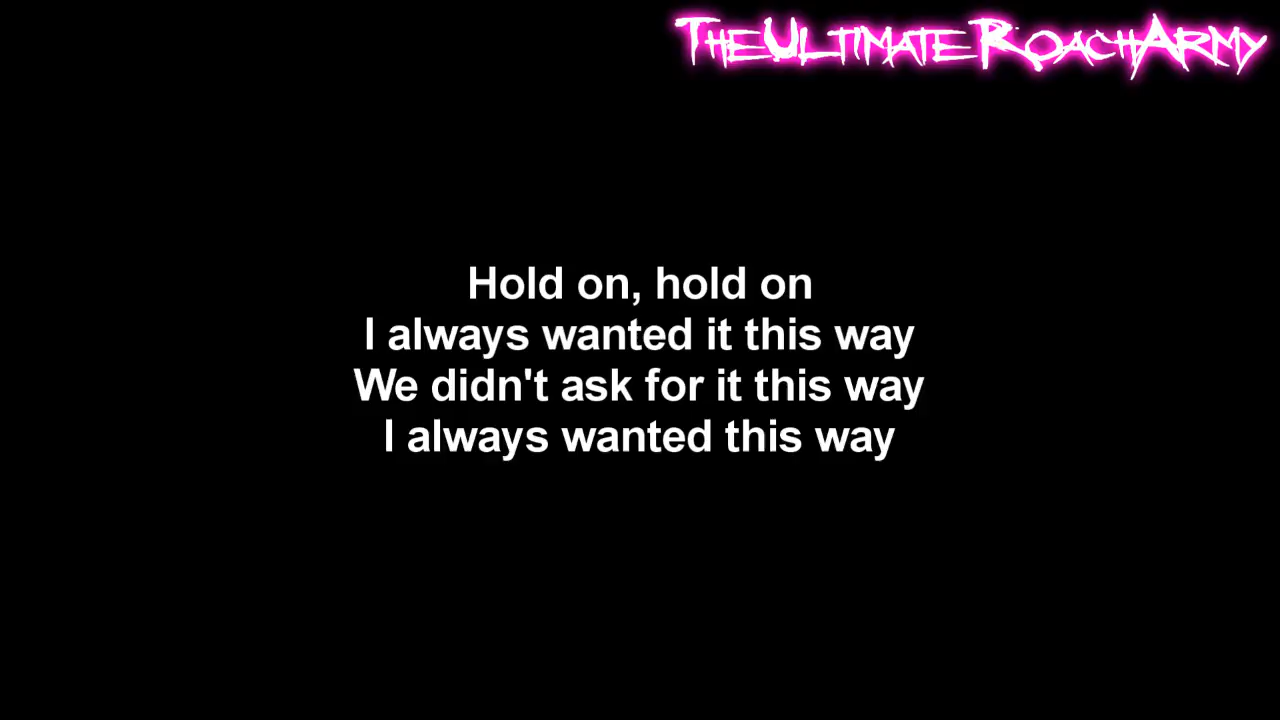 TheUltimateRoachArmy
Hold on, hold on
I always wanted it this way
We didn't ask for it this way
I always wanted this way